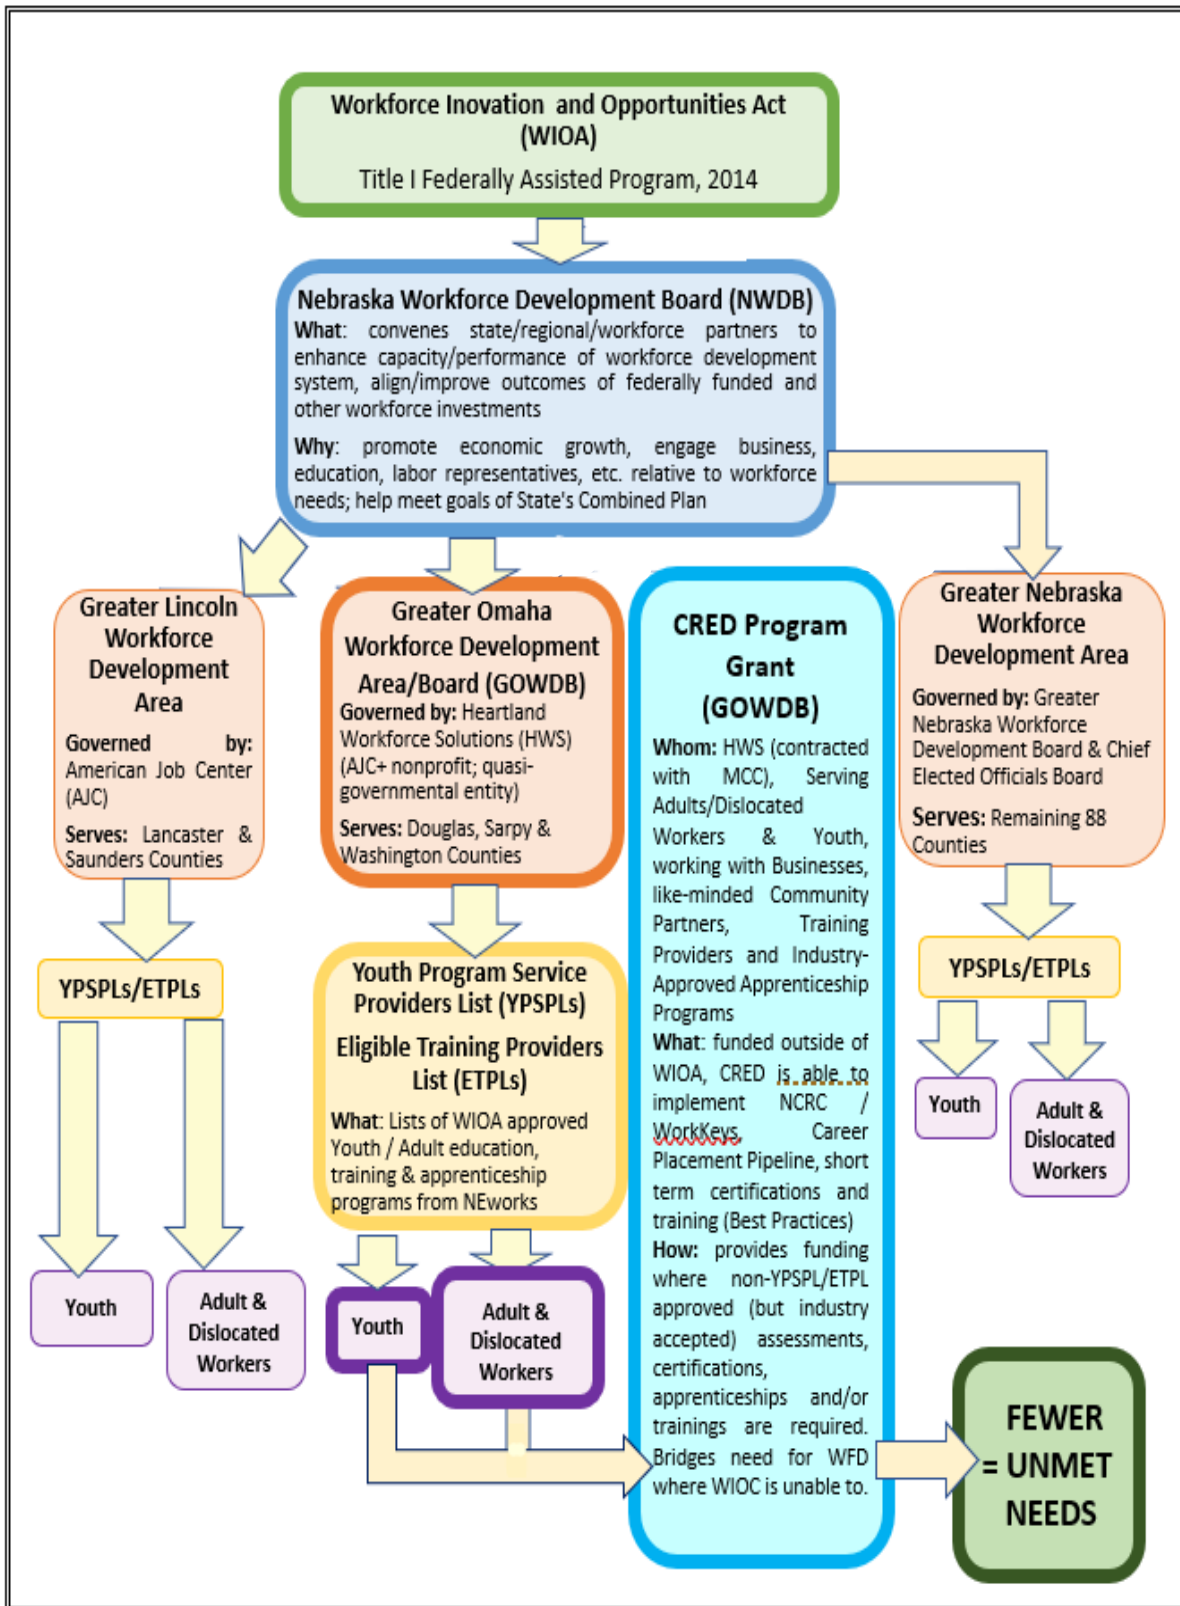 Workforce Inovation and Opportunities Act
(WIOA)
Title I Federally Assisted Program, 2014
Nebraska Workforce Development Board (NWDB)
What: convenes state/regional/workforce partners to
enhance capacity/performance of workforce development
system, align/improve outcomes of federally funded and
other workforce investments
Why: promote economic growth, engage business,
education, labor representatives, etc. relative to workforce
needs; help meet goals of State's Combined Plan
Greater Lincoln
Workforce
Development
Area
Governed by:
American Job Center
(AJC)
Serves: Lancaster &
Saunders Counties
YPSPLs/ETPLs
Youth
Adult &
Dislocated
Workers
Greater Omaha
Workforce Development
Area/Board (GOWDB)
Governed by: Heartland
Workforce Solutions (HWS)
(AJC+ nonprofit; quasi-
governmental entity)
Serves: Douglas, Sarpy &
Washington Counties
Youth Program Service
Providers List (YPSPLs)
Eligible Training Providers
List (ETPLs)
What: Lists of WIOA approved
Youth / Adult education,
training & apprenticeship
programs from NEworks
Youth
Adult &
Dislocated
Workers
CRED Program
Grant
(GOWDB)
Whom: HWS (contracted
with MCC), Serving
Adults/Dislocated
Workers & Youth,
working with Businesses,
like-minded Community
Partners, Training
Providers and Industry-
Approved Apprenticeship
Programs
What: funded outside of
WIOA, CRED is able to
implement NCRC /
WorkKeys, Career
Placement Pipeline, short
term certifications and
training (Best Practices)
How: provides funding
where non-YPSPL/ETPL
approved (but industry
accepted) assessments,
certifications,
apprenticeships and/or
trainings are required.
Bridges need for WFD
where WIOC is unable to.
Greater Nebraska
Workforce
Development Area
Governed by: Greater
Nebraska Workforce
Development Board & Chief
Elected Officials Board
Serves: Remaining 88
Counties
YPSPLs/ETPLs
Youth
Adult &
Dislocated
Workers
FEWER
= UNMET
NEEDS